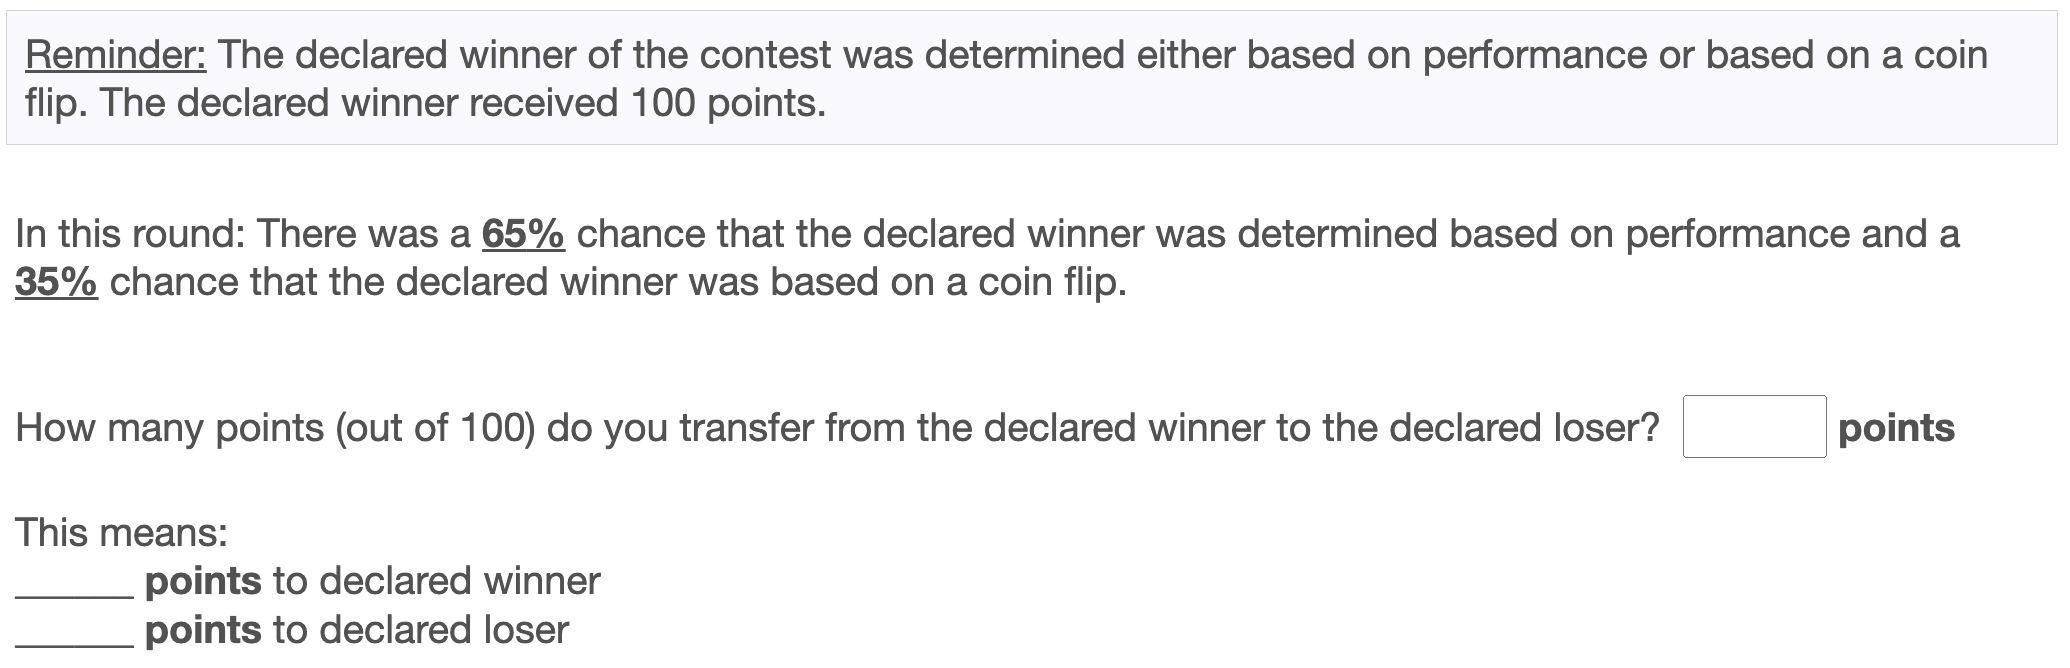 Reminder: The declared winner of the contest was determined either based on performance or based on a coin
flip. The declared winner received 100 points.
In this round: There was a 65% chance that the declared winner was determined based on performance and a
35% chance that the declared winner was based on a coin flip.
How many points (out of 100) do you transfer from the declared winner to the declared loser? points
This means:
______ points to declared winner
______ points to declared loser